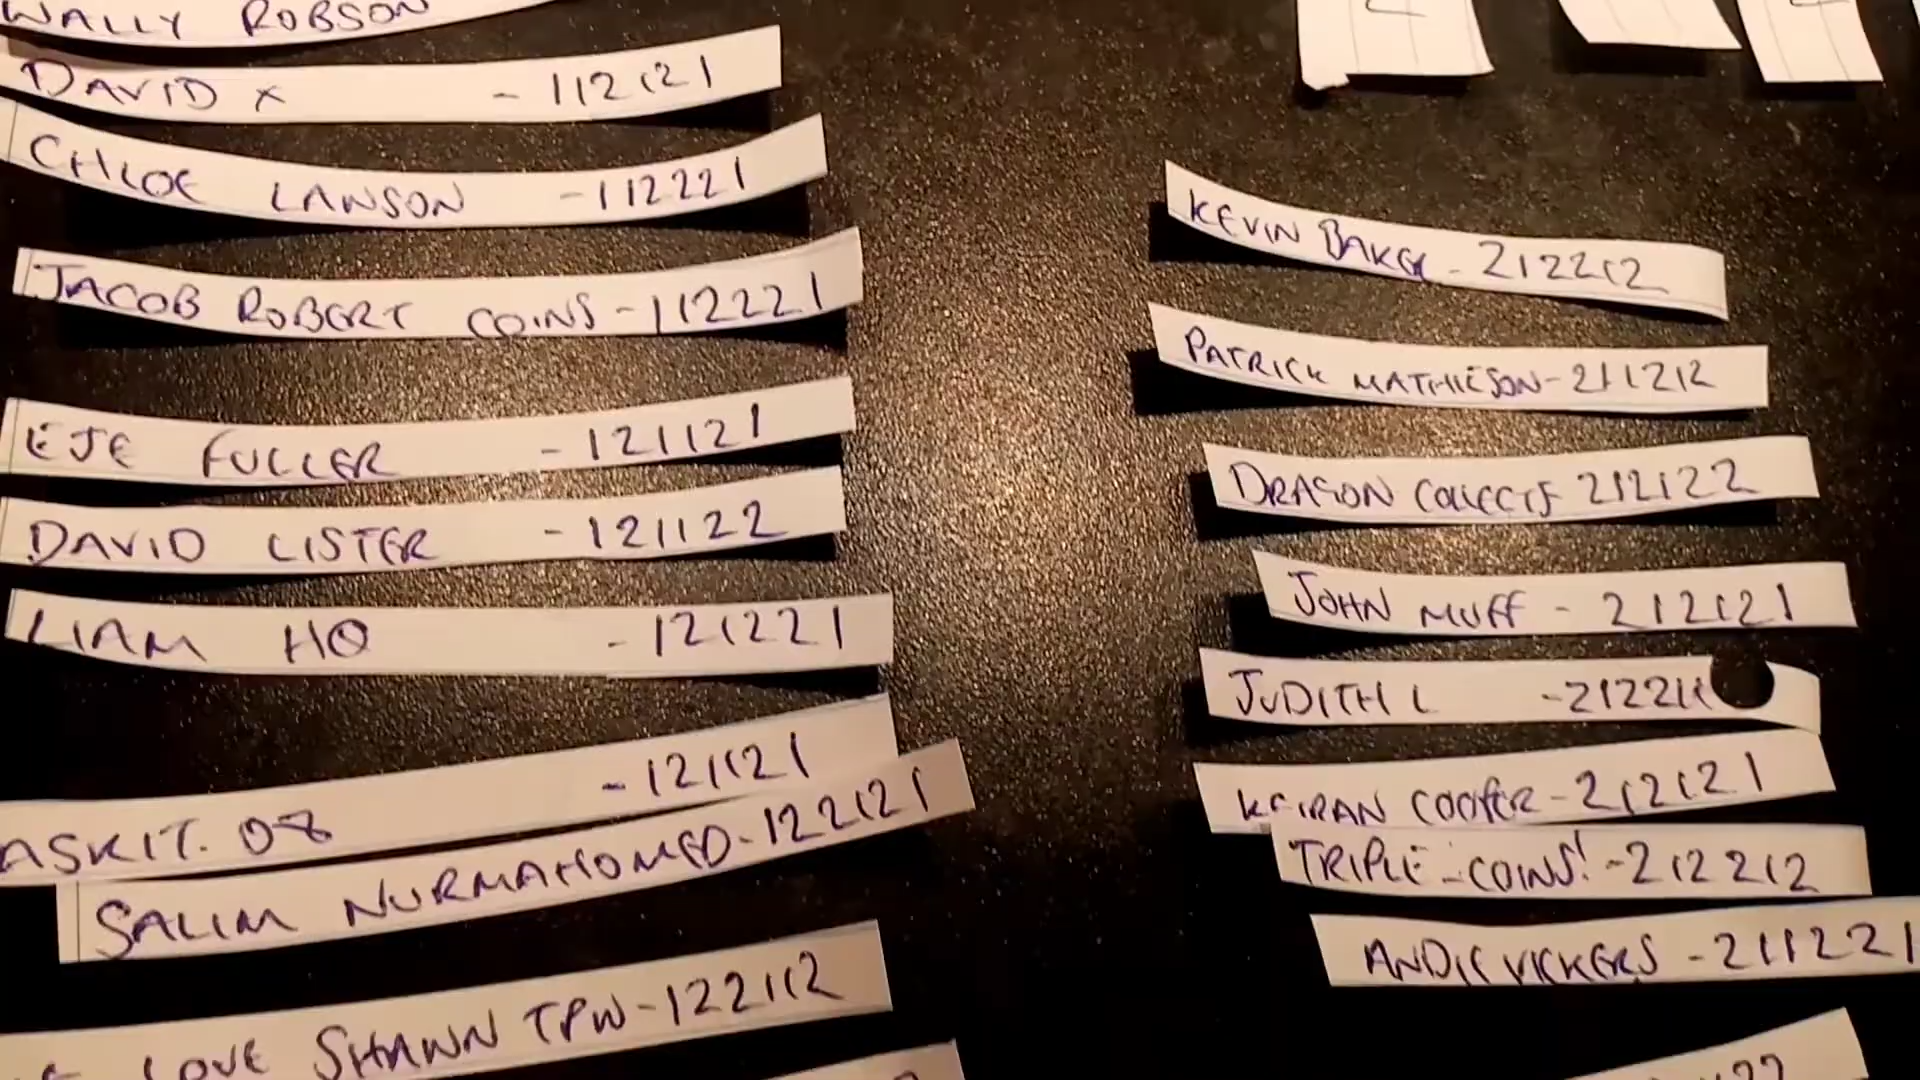 WALLY ROBSON
DAVID X - 112121
CHLOE LAWSON - 112221
JACOB ROBERT COINS - 112221
EJE FULLER - 121121
DAVID LISTER - 121122
LIAM HO - 121221
ASKIT. 08 - 121121
SALIM NURMAHOMED - 122121
LOVE SHAWN TPW - 122112
KEVIN BAKER - 212212
PATRICK MATHIESON - 211212
DRAGON COLLECTS 212122
JOHN MUFF - 212121
JUDITH L - 212211
KEIRAN COOPER - 212121
TRIPLE - COINS! - 212212
ANDIE VICKERS - 211221